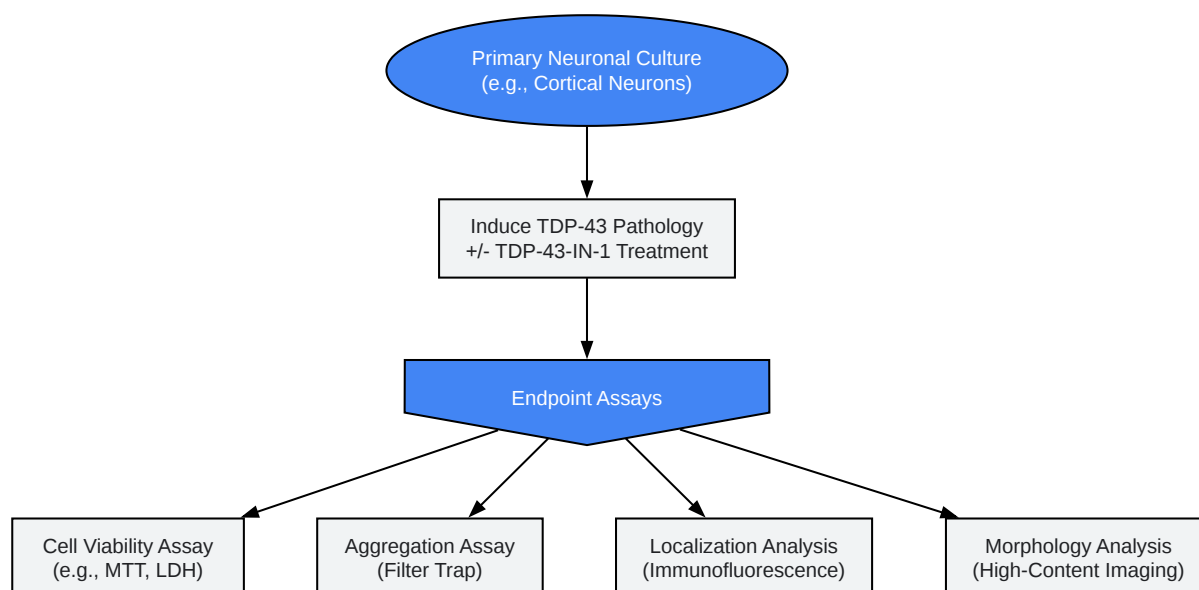 Primary Neuronal Culture
(e.g., Cortical Neurons)
Induce TDP-43 Pathology
+/- TDP-43-IN-1 Treatment
Endpoint Assays
Cell Viability Assay
(e.g., MTT, LDH)
Aggregation Assay
(Filter Trap)
Localization Analysis
(Immunofluorescence)
Morphology Analysis
(High-Content Imaging)